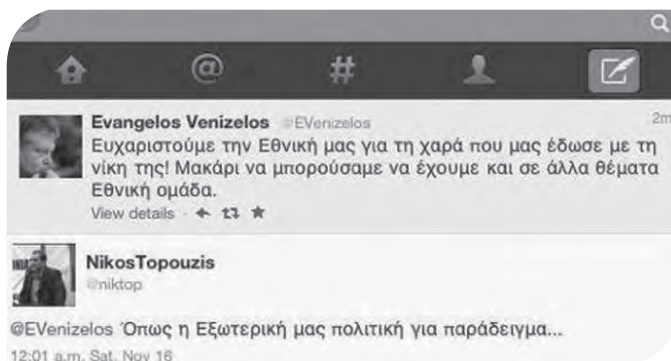 @ #
Evangelos Venizelos @EVenizelos 2m
Ευχαριστούμε την Εθνική μας για τη χαρά που μας έδωσε με τη
νίκη της! Μακάρι να μπορούσαμε να έχουμε και σε άλλα θέματα
Εθνική ομάδα.
View details
NikosTopouzis
@niktop
@EVenizelos Όπως η Εξωτερική μας πολιτική για παράδειγμα...
12:01 a.m. Sat, Nov 16